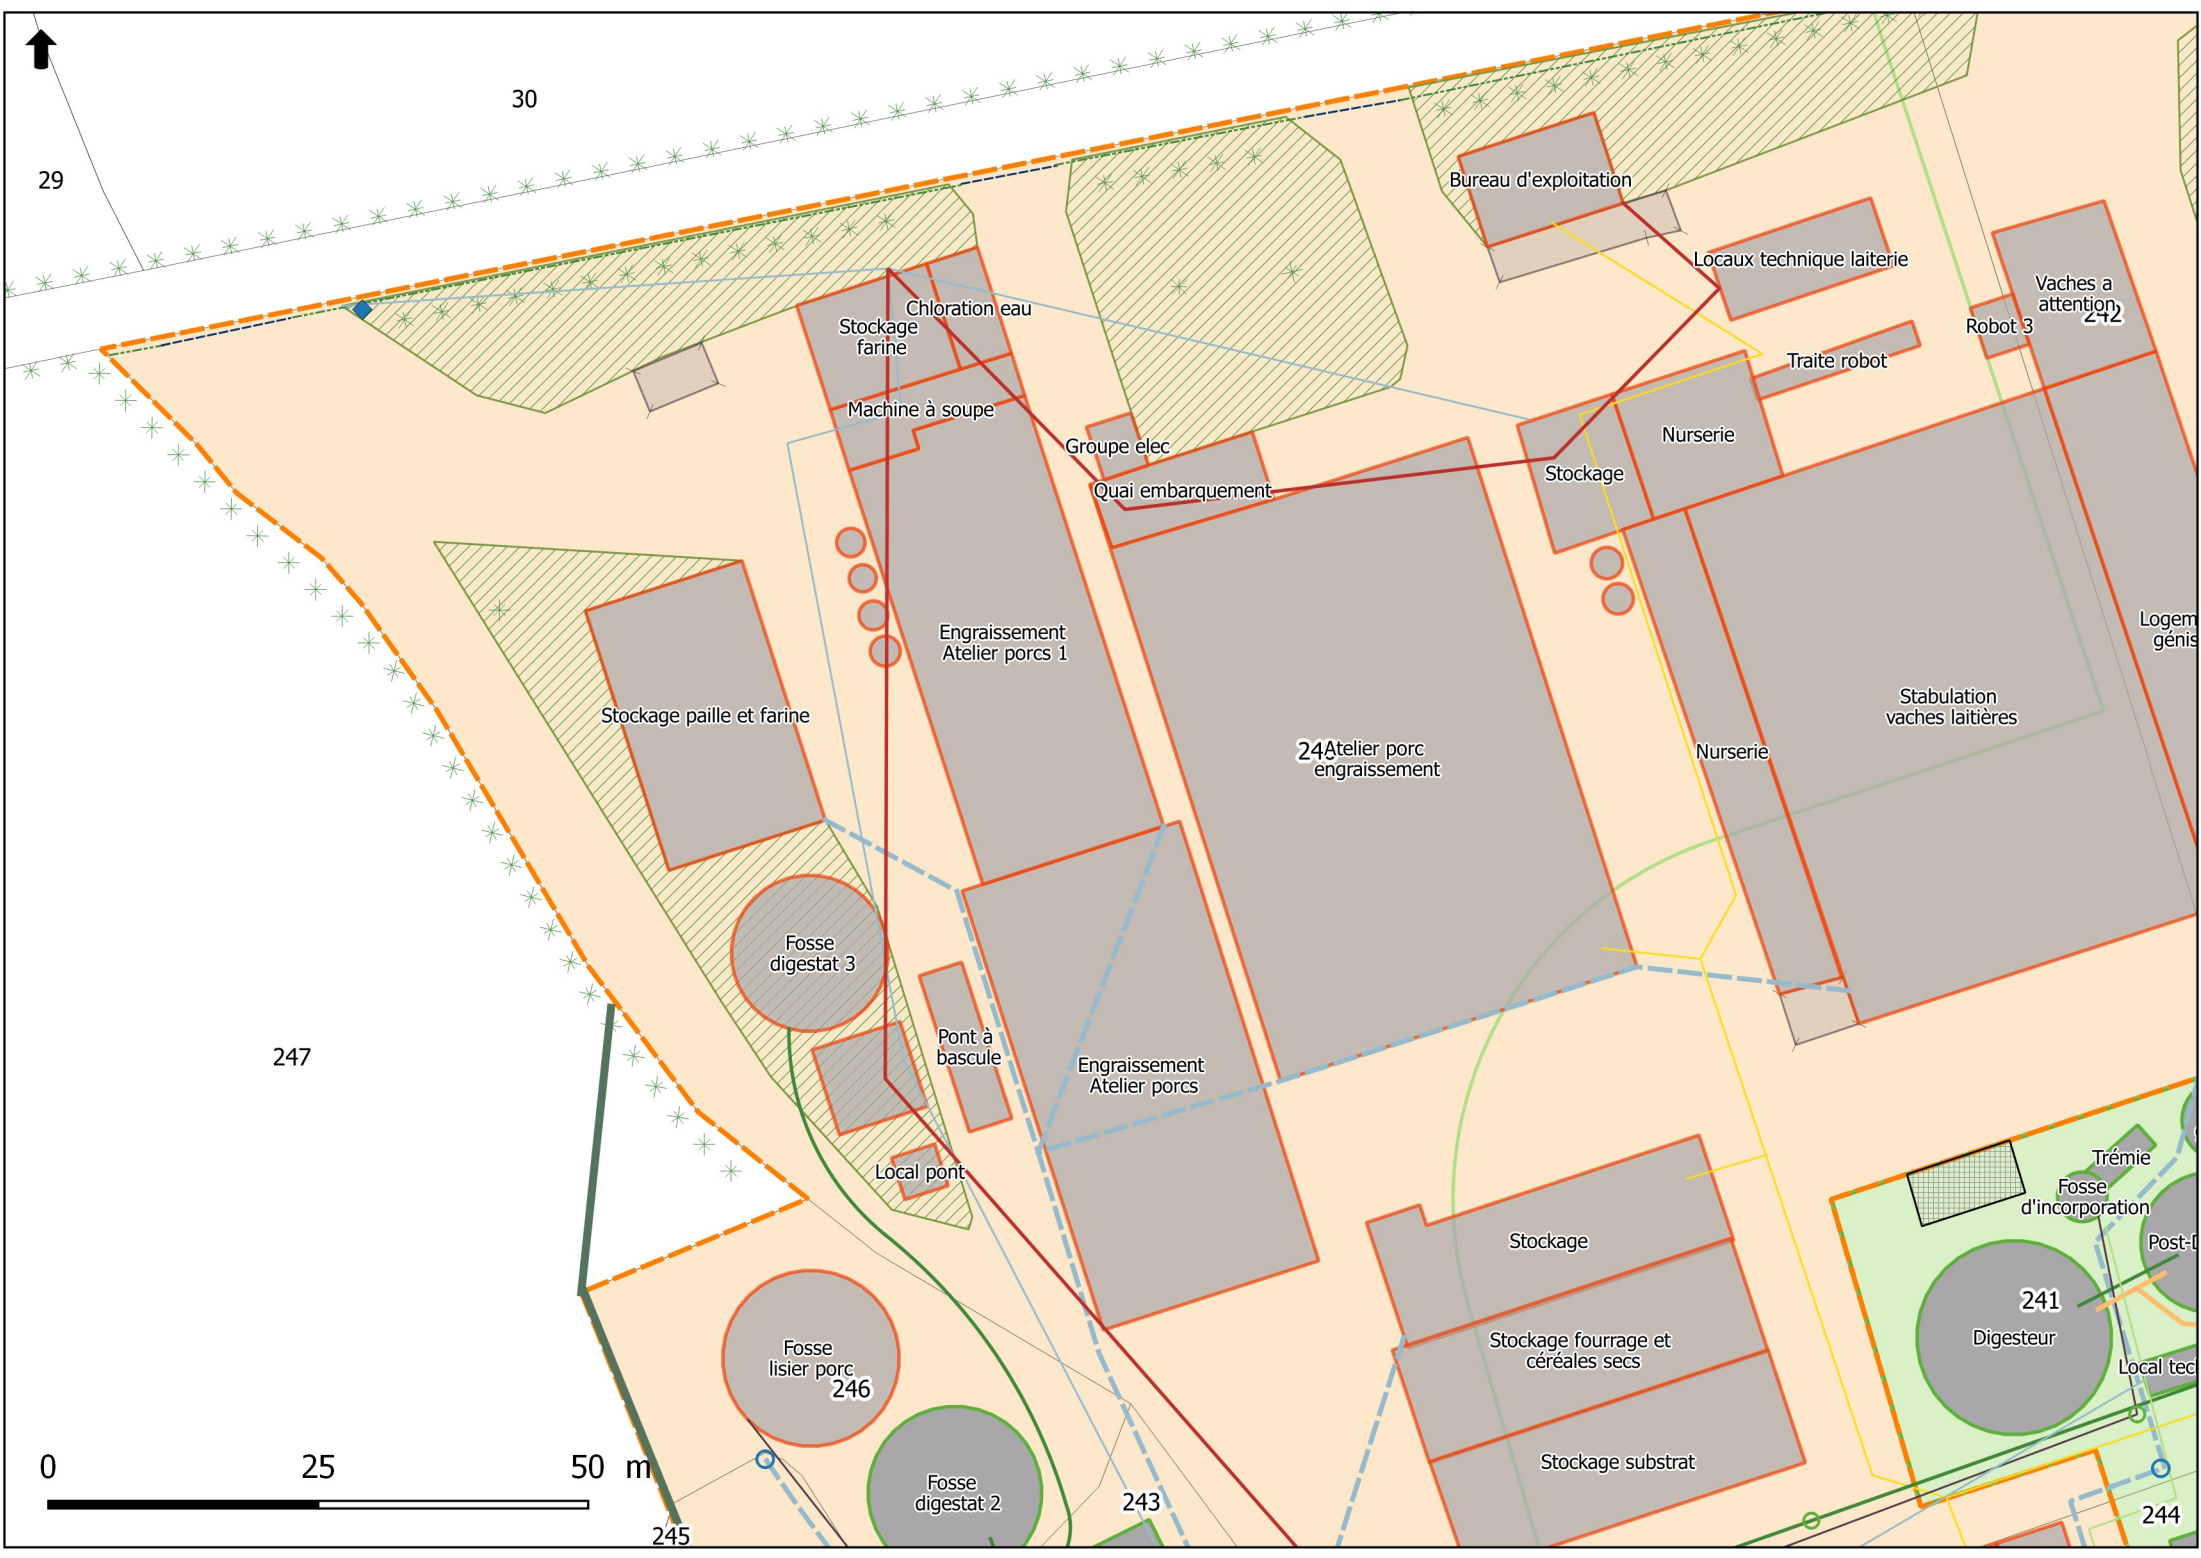 30
29
Bureau d'exploitation
Locaux technique laiterie
Vaches a
attention
242
Robot 3
Chloration eau
Stockage
farine
Traite robot
Machine à soupe
Groupe elec
Nurserie
Stockage
Quai embarquement
Engraissement
Atelier porcs 1
Stockage paille et farine
Stabulation
vaches laitières
Nurserie
Atelier porc
engraissement
Fosse
digestat 3
247
Pont à
bascule
Engraissement
Atelier porcs
Local pont
Trémie
Fosse
d'incorporation
Stockage
241
Digesteur
Stockage fourrage et
céréales secs
Fosse
lisier porc
246
Stockage substrat
0 25 50 m
Fosse
digestat 2
243
244
245